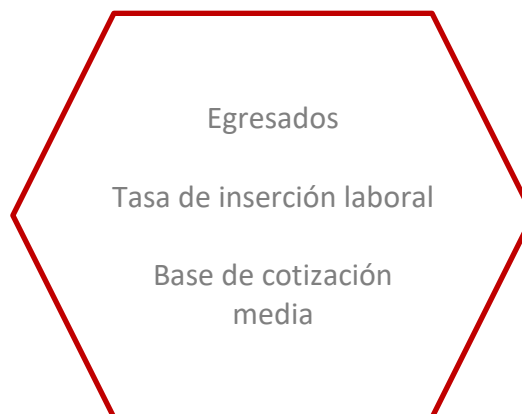 Egresados
Tasa de inserción laboral
Base de cotización
media